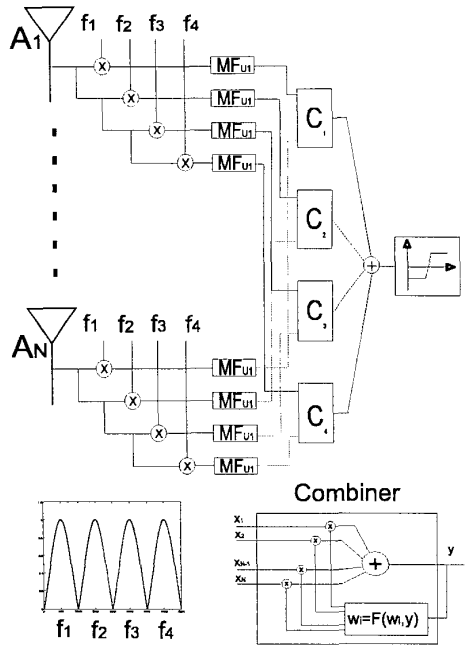 A1 f1 f2 f3 f4
X MFU1
X MFU1
X MFU1
X MFU1
C1
C2
C3
C4
+
AN f1 f2 f3 f4
X MFU1
X MFU1
X MFU1
X MFU1
f1 f2 f3 f4
Combiner
X1
X2
XN-1
XN
x
x
x
x
+
y
wi=F(wi,y)